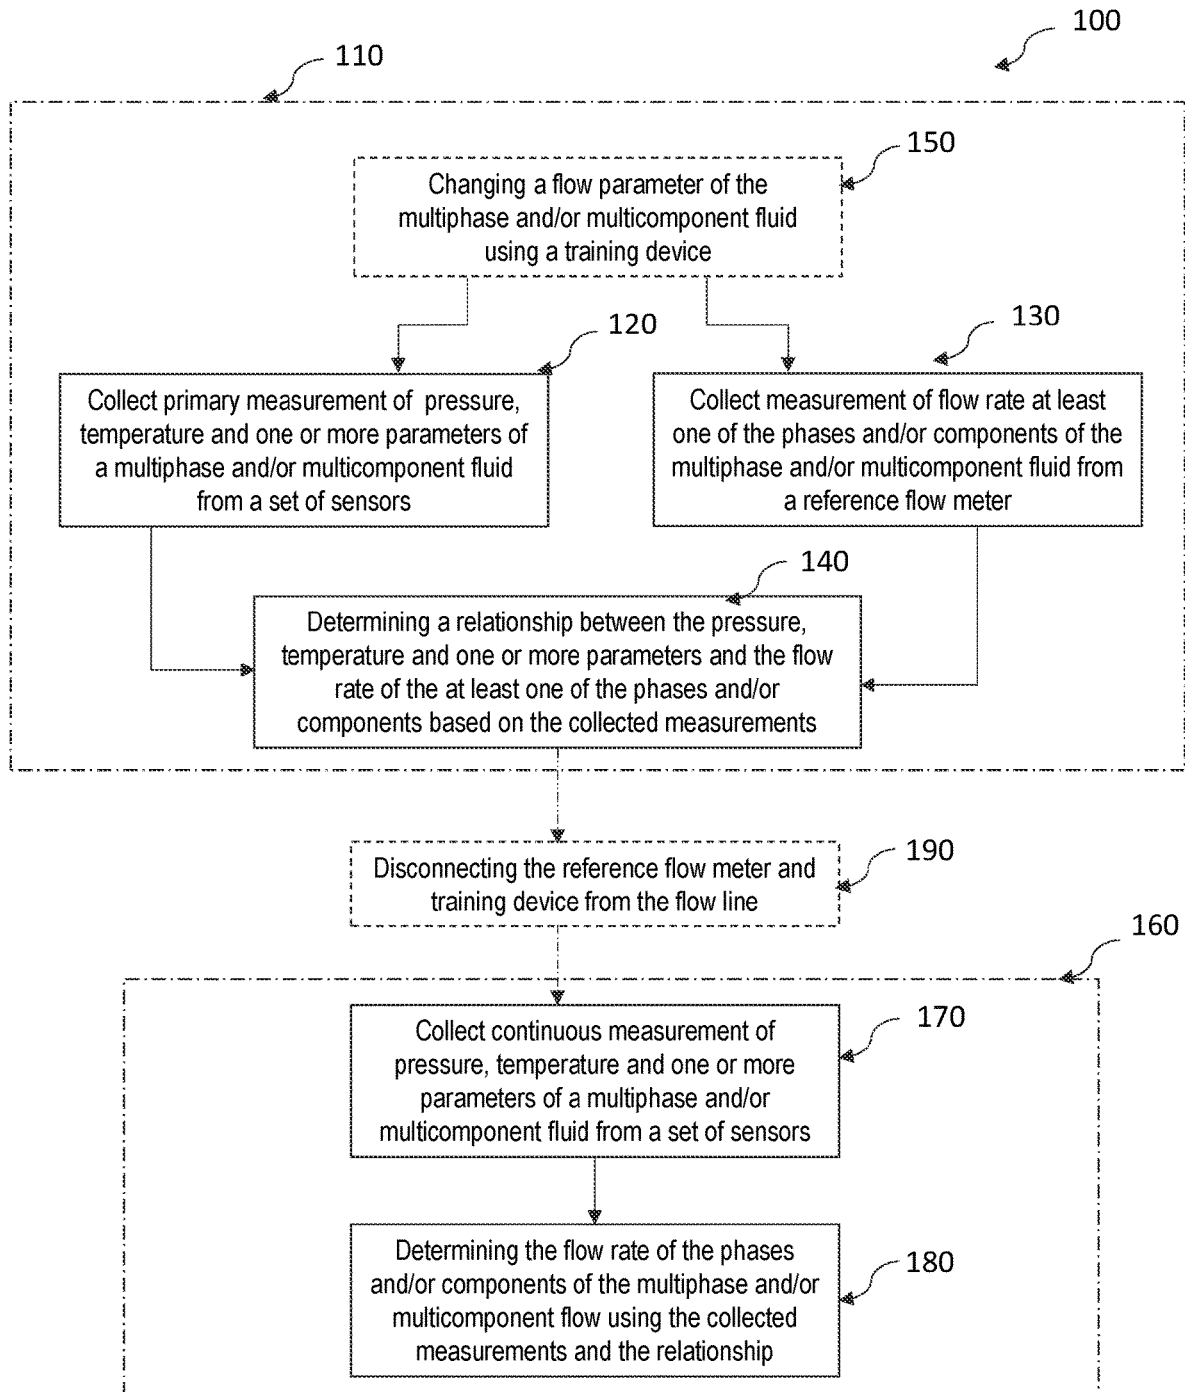 100
110
150
Changing a flow parameter of the
multiphase and/or multicomponent fluid
using a training device
120
130
Collect primary measurement of pressure,
temperature and one or more parameters of
a multiphase and/or multicomponent fluid
from a set of sensors
Collect measurement of flow rate at least
one of the phases and/or components of the
multiphase and/or multicomponent fluid from
a reference flow meter
140
Determining a relationship between the pressure,
temperature and one or more parameters and the flow
rate of the at least one of the phases and/or
components based on the collected measurements
190
Disconnecting the reference flow meter and
training device from the flow line
160
170
Collect continuous measurement of
pressure, temperature and one or more
parameters of a multiphase and/or
multicomponent fluid from a set of sensors
180
Determining the flow rate of the phases
and/or components of the multiphase and/or
multicomponent flow using the collected
measurements and the relationship